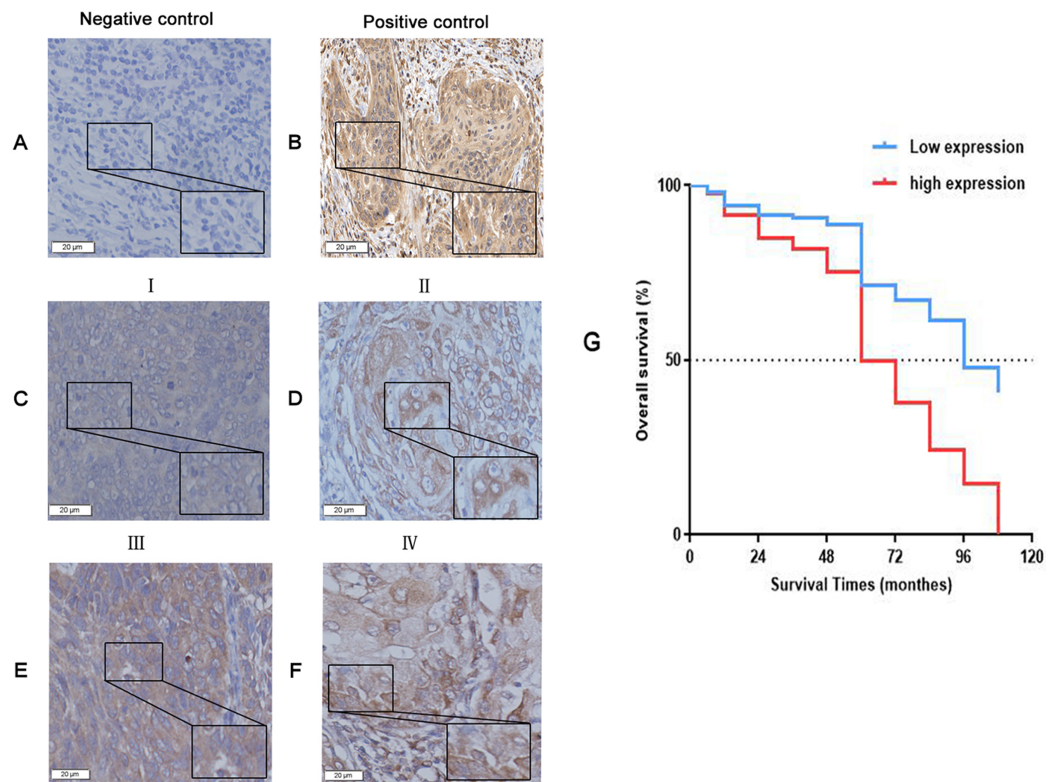 Negative control
Positive control
A
B
20 µm
20 µm
I
II
C
D
20 µm
20 µm
III
IV
E
F
20 µm
20 µm
Low expression
high expression
G
Overall survival (%)
100
50
0
0 24 48 72 96 120
Survival Times (monthes)